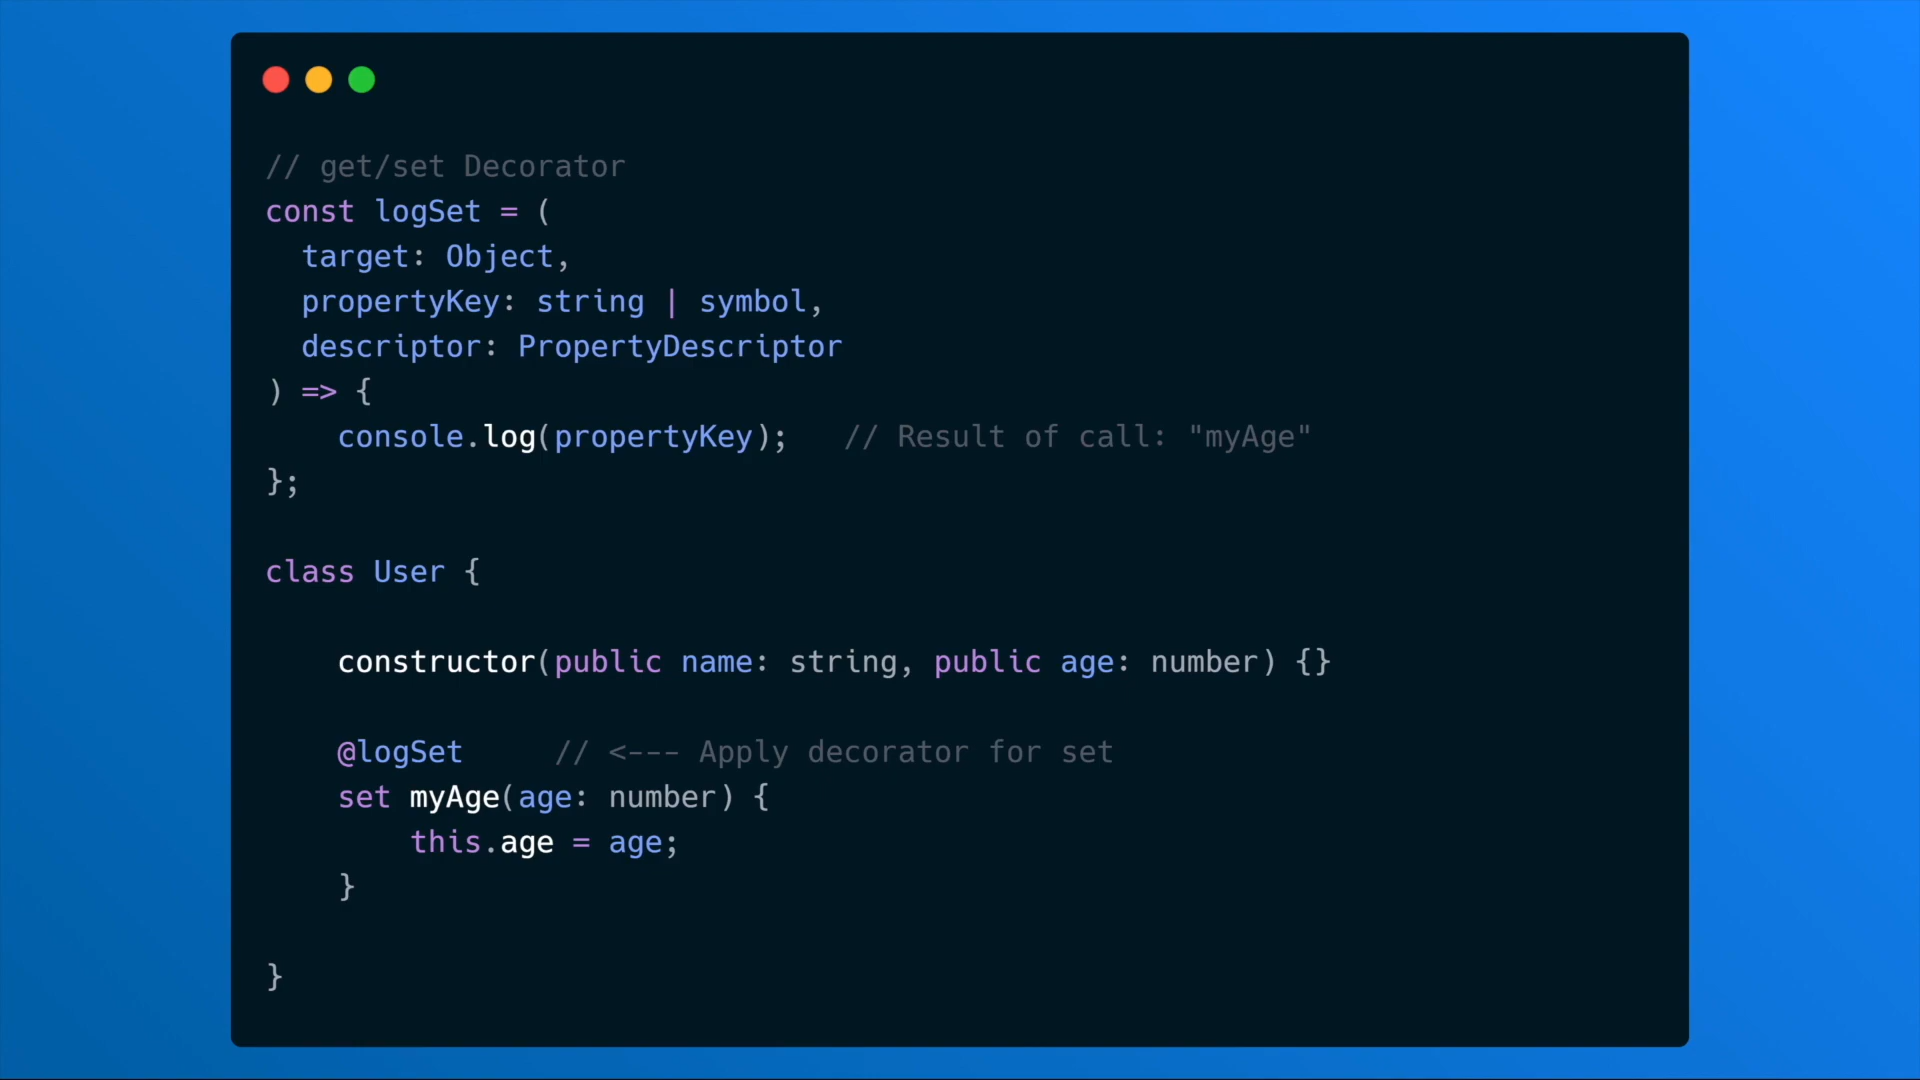 // get/set Decorator
const logSet = (
  target: Object,
  propertyKey: string | symbol,
  descriptor: PropertyDescriptor
) => {
    console.log(propertyKey);   // Result of call: "myAge"
};
class User {
    constructor(public name: string, public age: number) {}
    @logSet     // <--- Apply decorator for set
    set myAge(age: number) {
        this.age = age;
    }
}